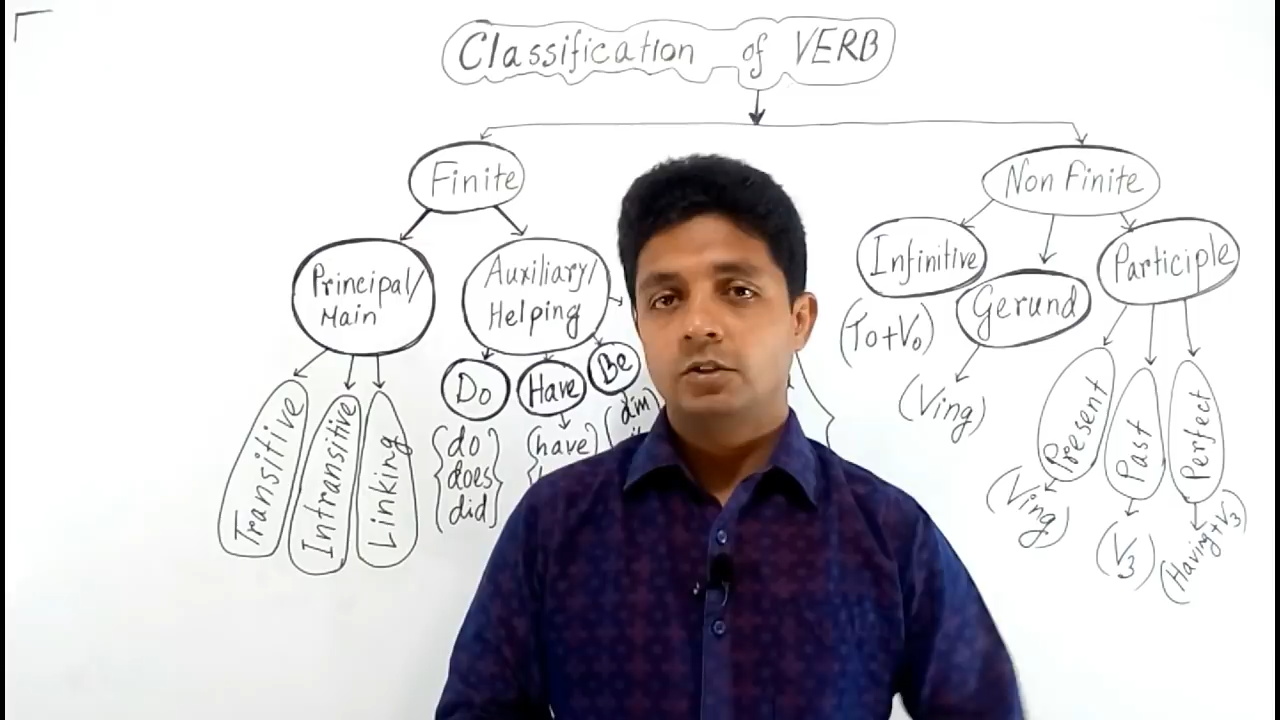 Classification of VERB
Finite
Non Finite
Principal/
Main
Auxiliary/
Helping
Infinitive
Gerund
Participle
(To+V0)
(Ving)
Do
Have
Be
Transitive
Intransitive
Linking
do
does
did
have
Present
Past
Perfect
(Ving)
(V3)
(Having+V3)